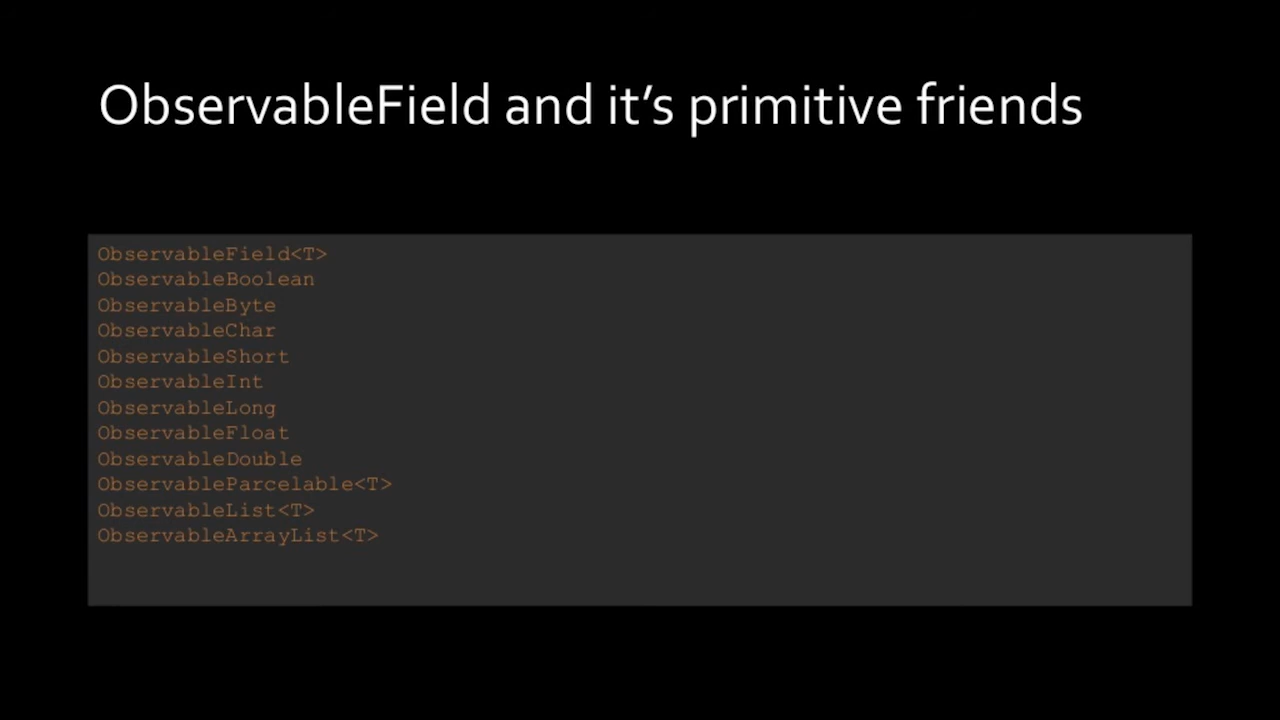 ObservableField and it’s primitive friends
ObservableField<T>
ObservableBoolean
ObservableByte
ObservableChar
ObservableShort
ObservableInt
ObservableLong
ObservableFloat
ObservableDouble
ObservableParcelable<T>
ObservableList<T>
ObservableArrayList<T>